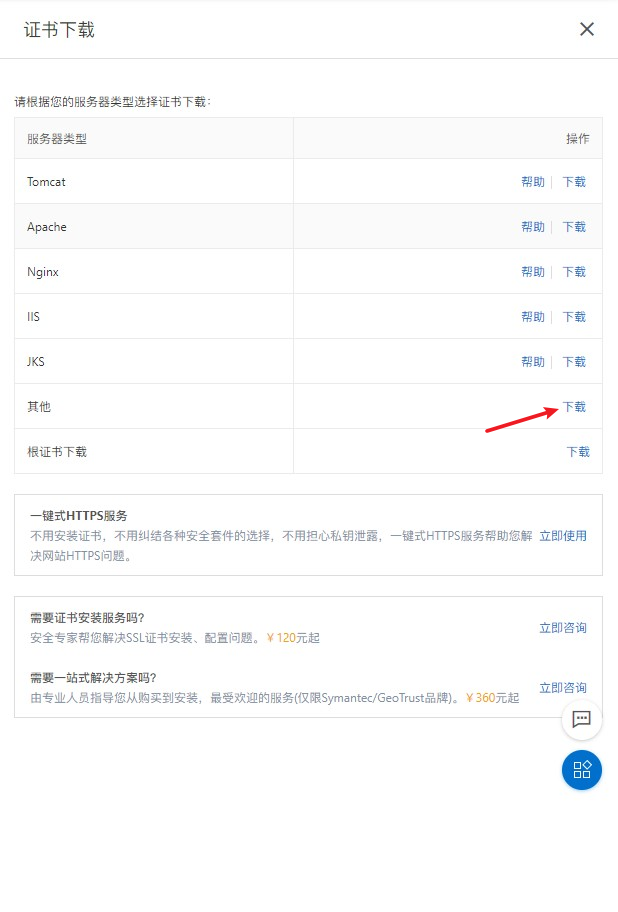 证书下载
请根据您的服务器类型选择证书下载：
服务器类型 操作
Tomcat 帮助 下载
Apache 帮助 下载
Nginx 帮助 下载
IIS 帮助 下载
JKS 帮助 下载
其他 下载
根证书下载 下载
一键式HTTPS服务
不用安装证书，不用纠结各种安全套件的选择，不用担心私钥泄露，一键式HTTPS服务帮助您解 立即使用
决网站HTTPS问题。
需要证书安装服务吗?
安全专家帮您解决SSL证书安装、配置问题。￥120元起 立即咨询
需要一站式解决方案吗?
由专业人员指导您从购买到安装，最受欢迎的服务(仅限Symantec/GeoTrust品牌)。￥360元起 立即咨询